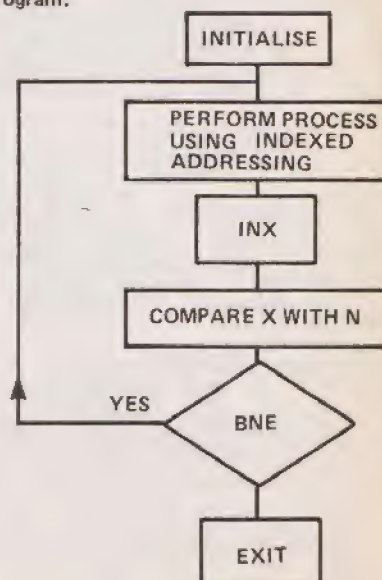 ogram.
INITIALISE
PERFORM PROCESS
USING INDEXED
ADDRESSING
INX
COMPARE X WITH N
YES
BNE
EXIT